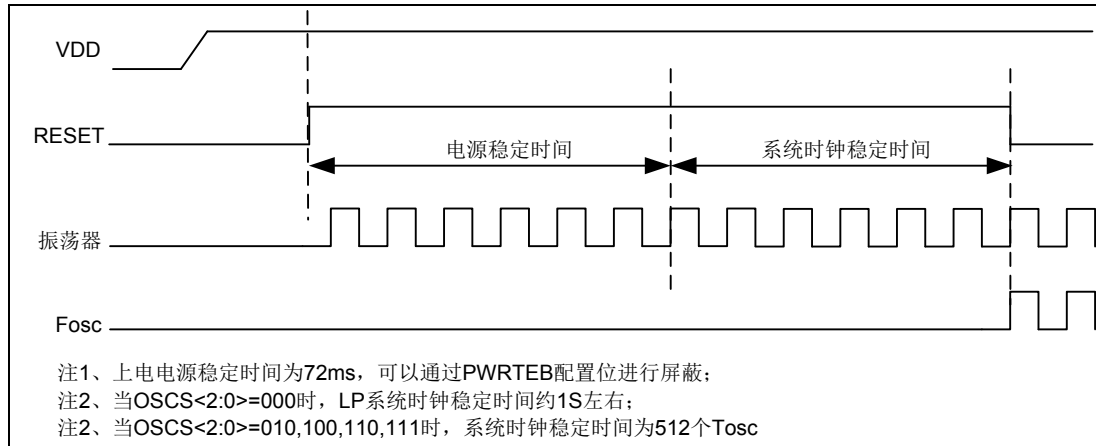 VDD
RESET
电源稳定时间
系统时钟稳定时间
振荡器
Fosc
注1、上电电源稳定时间为72ms，可以通过PWRTEB配置位进行屏蔽；
注2、当OSCS<2:0>=000时，LP系统时钟稳定时间约1S左右；
注2、当OSCS<2:0>=010,100,110,111时，系统时钟稳定时间为512个Tosc